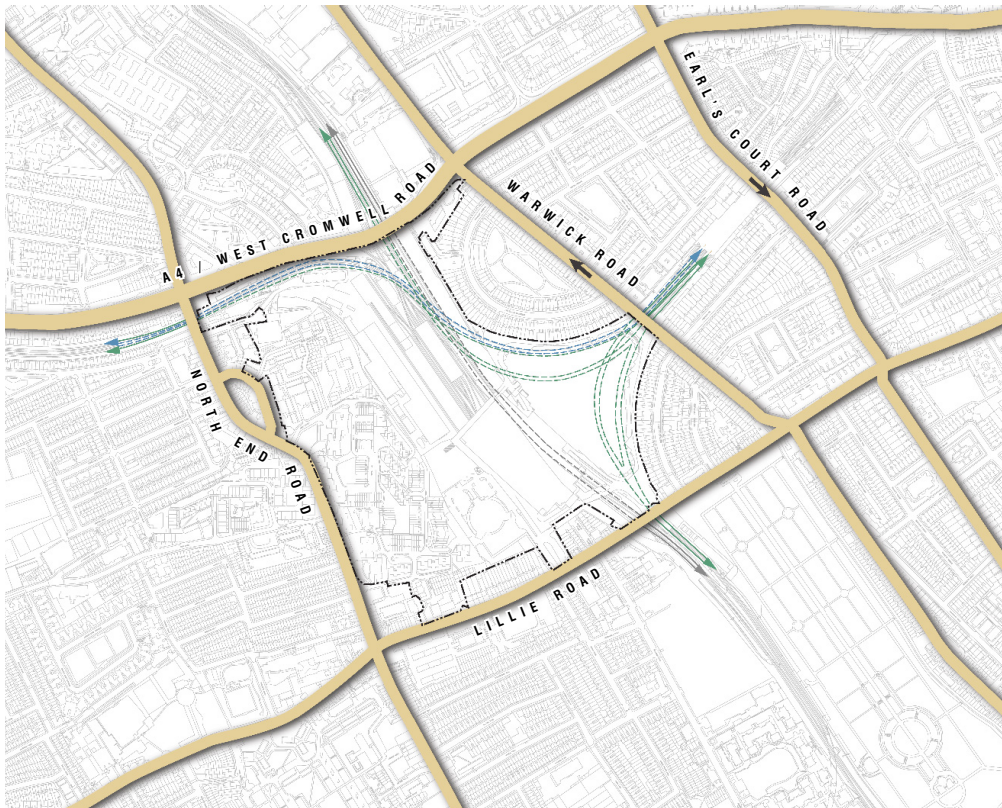 EARL'S COURT ROAD
A4 / WEST CROMWELL ROAD
WARWICK ROAD
NORTH END ROAD
LILLIE ROAD